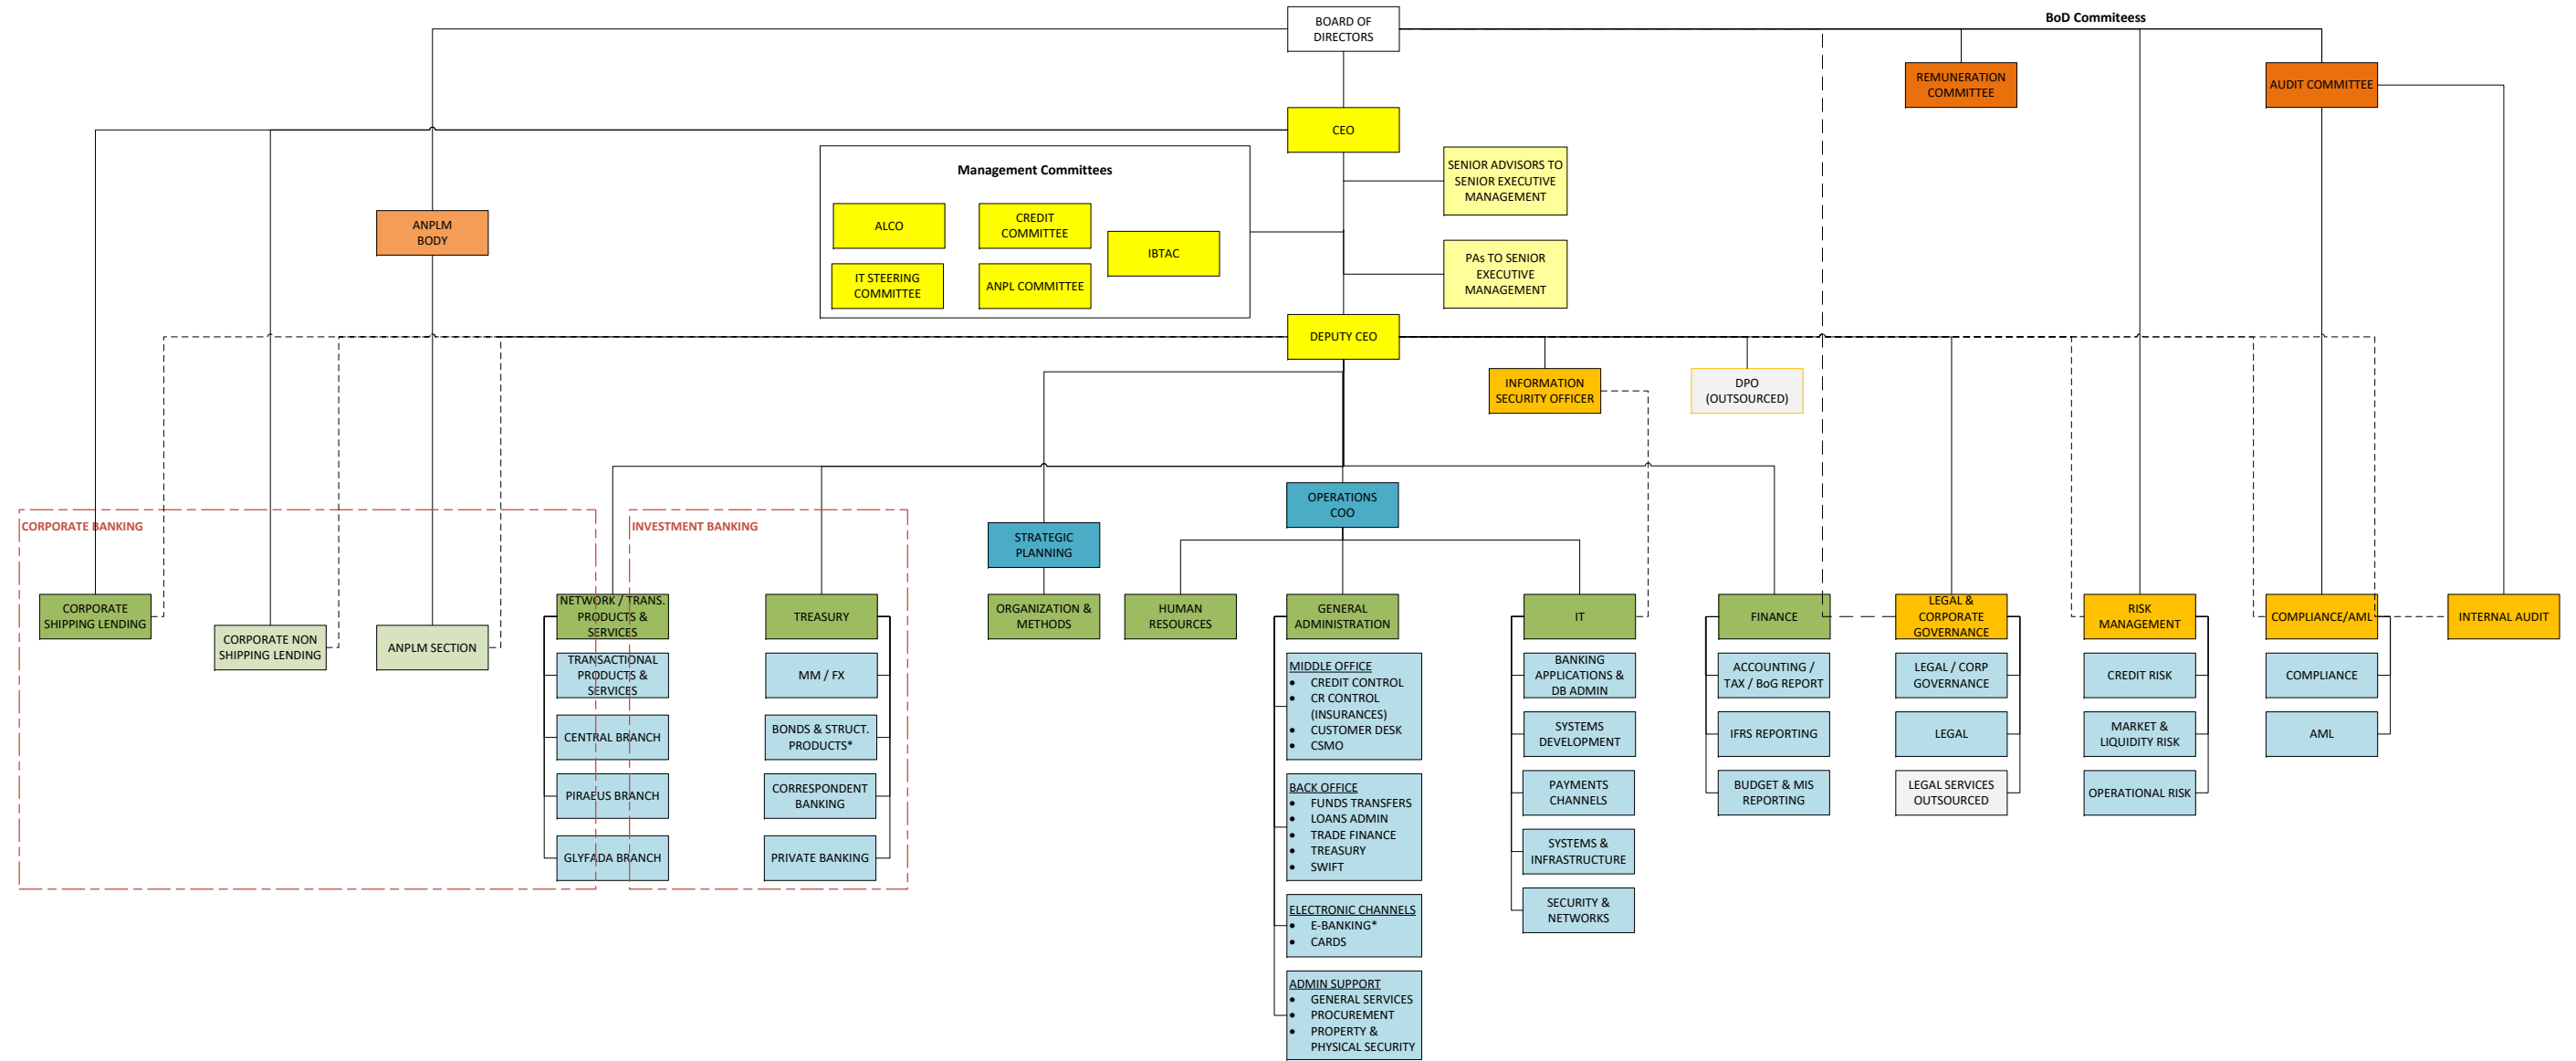 BOARD OF
DIRECTORS
BoD Commiteess
REMUNERATION
COMMITTEE
AUDIT COMMITTEE
CEO
Management Committees
ALCO
CREDIT
COMMITTEE
IBTAC
IT STEERING
COMMITTEE
ANPL COMMITTEE
SENIOR ADVISORS TO
SENIOR EXECUTIVE
MANAGEMENT
PAs TO SENIOR
EXECUTIVE
MANAGEMENT
ANPLM
BODY
DEPUTY CEO
INFORMATION
SECURITY OFFICER
DPO
(OUTSOURCED)
OPERATIONS
COO
STRATEGIC
PLANNING
CORPORATE BANKING
INVESTMENT BANKING
CORPORATE
SHIPPING LENDING
CORPORATE NON
SHIPPING LENDING
ANPLM SECTION
NETWORK / TRANS.
PRODUCTS &
SERVICES
TRANSACTIONAL
PRODUCTS &
SERVICES
CENTRAL BRANCH
PIRAEUS BRANCH
GLYFADA BRANCH
TREASURY
MM / FX
BONDS & STRUCT.
PRODUCTS*
CORRESPONDENT
BANKING
PRIVATE BANKING
ORGANIZATION &
METHODS
HUMAN
RESOURCES
GENERAL
ADMINISTRATION
MIDDLE OFFICE
• CREDIT CONTROL
• CR CONTROL
(INSURANCES)
• CUSTOMER DESK
• CSMO
BACK OFFICE
• FUNDS TRANSFERS
• LOANS ADMIN
• TRADE FINANCE
• TREASURY
• SWIFT
ELECTRONIC CHANNELS
• E-BANKING*
• CARDS
ADMIN SUPPORT
• GENERAL SERVICES
• PROCUREMENT
• PROPERTY &
PHYSICAL SECURITY
IT
BANKING
APPLICATIONS &
DB ADMIN
SYSTEMS
DEVELOPMENT
PAYMENTS
CHANNELS
SYSTEMS &
INFRASTRUCTURE
SECURITY &
NETWORKS
FINANCE
ACCOUNTING /
TAX / BoG REPORT
IFRS REPORTING
BUDGET & MIS
REPORTING
LEGAL &
CORPORATE
GOVERNANCE
LEGAL / CORP
GOVERNANCE
LEGAL
LEGAL SERVICES
OUTSOURCED
RISK
MANAGEMENT
CREDIT RISK
MARKET &
LIQUIDITY RISK
OPERATIONAL RISK
COMPLIANCE/AML
COMPLIANCE
AML
INTERNAL AUDIT